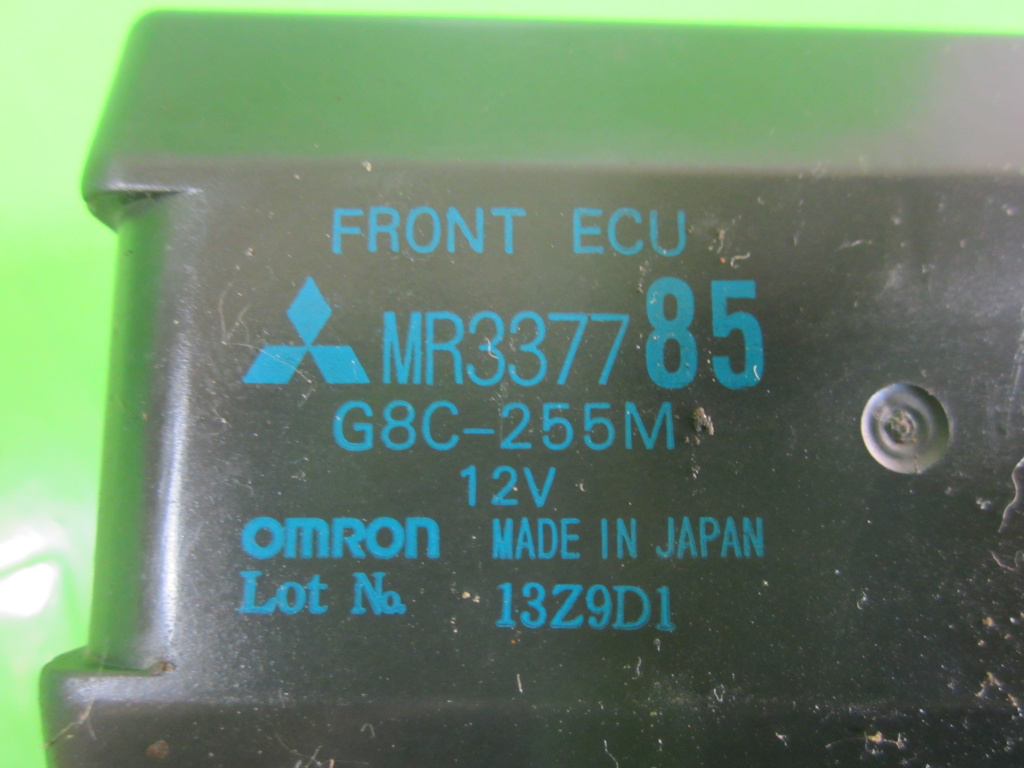 FRONT ECU
MR337785
G8C-255M
12V
OMRON MADE IN JAPAN
Lot No. 13Z9D1